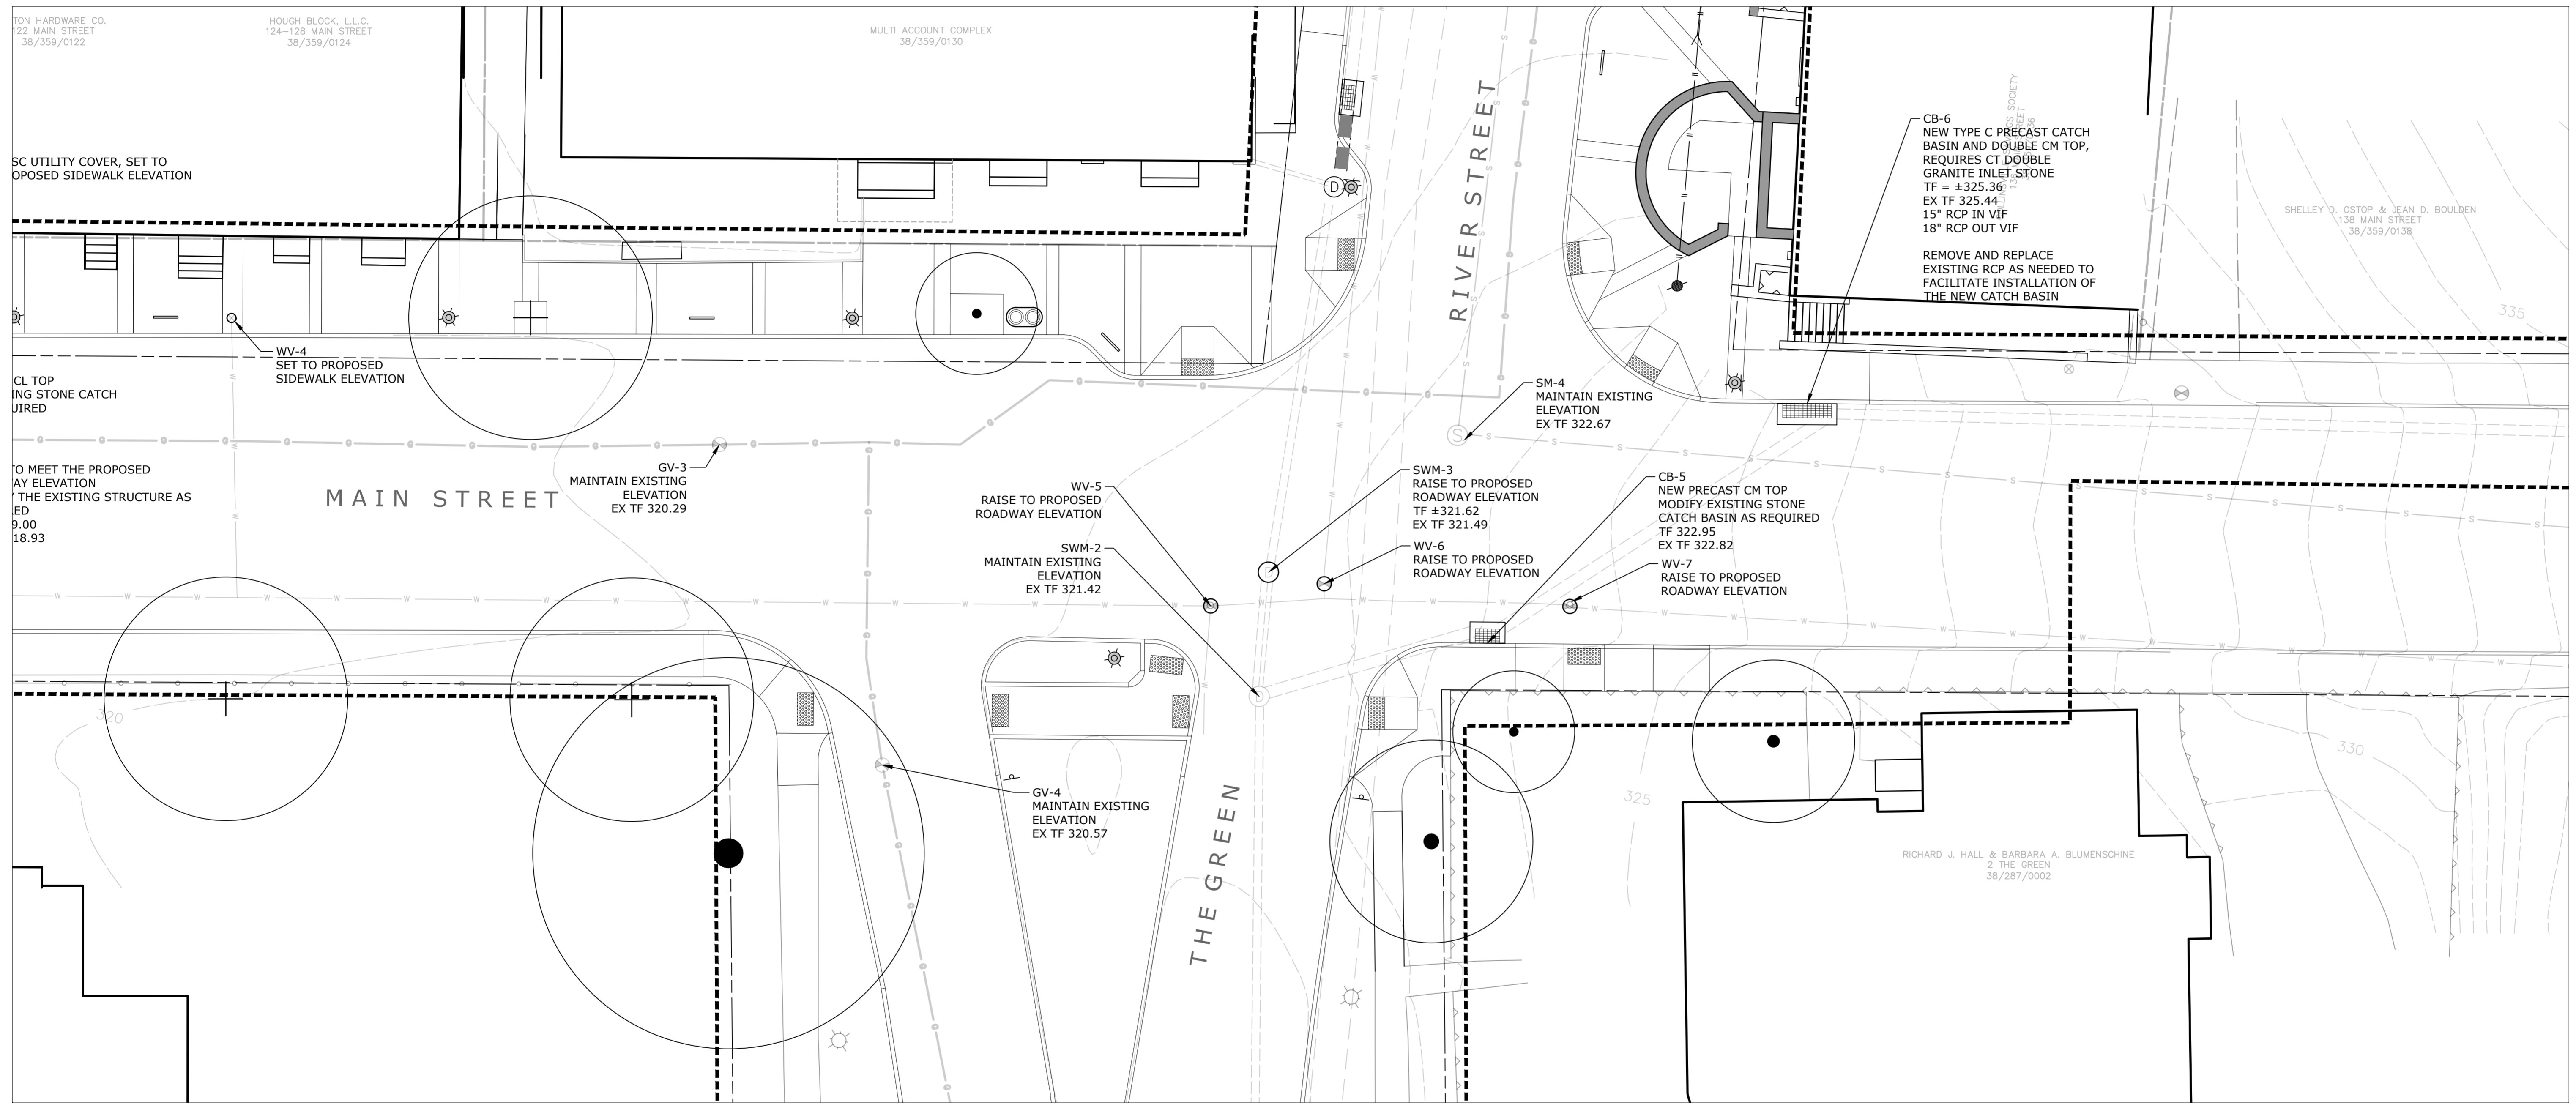 TON HARDWARE CO.
122 MAIN STREET
38/359/0122
HOUGH BLOCK, L.L.C.
124–128 MAIN STREET
38/359/0124
MULTI ACCOUNT COMPLEX
38/359/0130
SC UTILITY COVER, SET TO
OPOSED SIDEWALK ELEVATION
RIVER STREET
D
CB-6
NEW TYPE C PRECAST CATCH
BASIN AND DOUBLE CM TOP,
REQUIRES CT DOUBLE
GRANITE INLET STONE
TF = ±325.36
EX TF 325.44
15" RCP IN VIF
18" RCP OUT VIF
REMOVE AND REPLACE
EXISTING RCP AS NEEDED TO
FACILITATE INSTALLATION OF
THE NEW CATCH BASIN
SHELLEY D. OSTOP & JEAN D. BOULDEN
138 MAIN STREET
38/359/0138
335
WV-4
SET TO PROPOSED
SIDEWALK ELEVATION
CL TOP
ING STONE CATCH
UIRED
SM-4
MAINTAIN EXISTING
ELEVATION
EX TF 322.67
S
O MEET THE PROPOSED
AY ELEVATION
THE EXISTING STRUCTURE AS
ED
9.00
18.93
MAIN STREET
GV-3
MAINTAIN EXISTING
ELEVATION
EX TF 320.29
WV-5
RAISE TO PROPOSED
ROADWAY ELEVATION
SWM-2
MAINTAIN EXISTING
ELEVATION
EX TF 321.42
SWM-3
RAISE TO PROPOSED
ROADWAY ELEVATION
TF ±321.62
EX TF 321.49
WV-6
RAISE TO PROPOSED
ROADWAY ELEVATION
CB-5
NEW PRECAST CM TOP
MODIFY EXISTING STONE
CATCH BASIN AS REQUIRED
TF 322.95
EX TF 322.82
WV-7
RAISE TO PROPOSED
ROADWAY ELEVATION
320
GV-4
MAINTAIN EXISTING
ELEVATION
EX TF 320.57
THE GREEN
325
330
RICHARD J. HALL & BARBARA A. BLUMENSCHINE
2 THE GREEN
38/287/0002